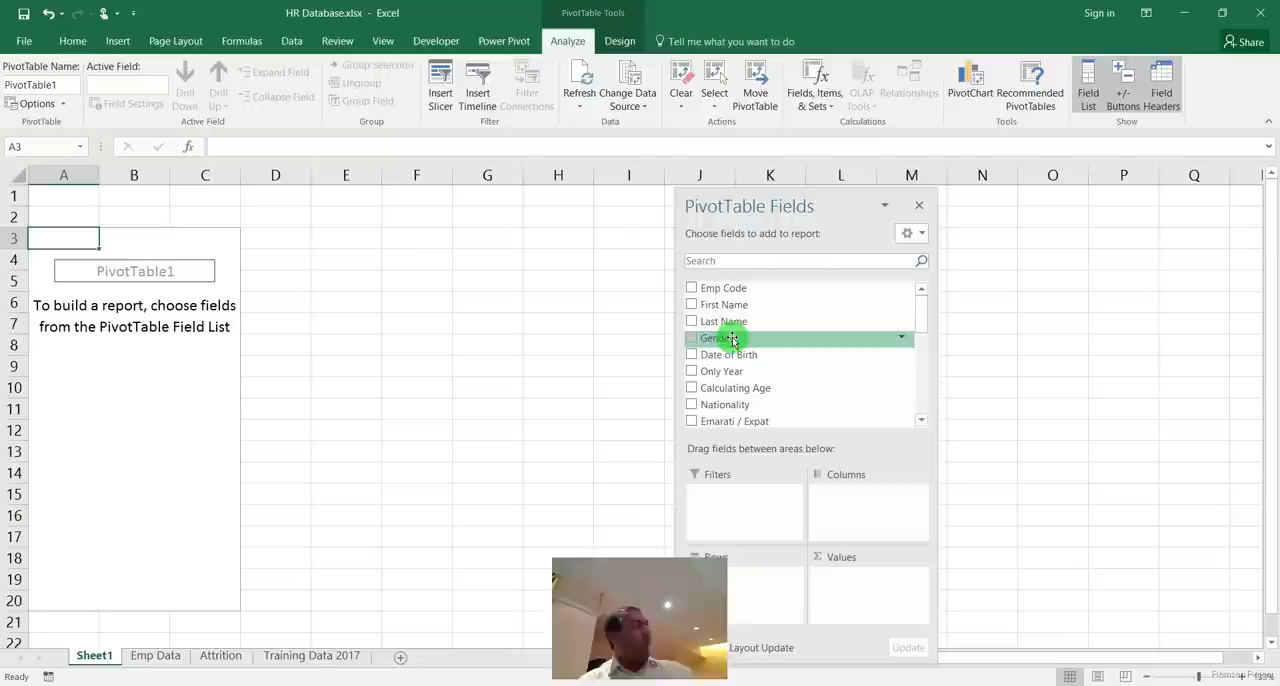 HR Database.xlsx - Excel
PivotTable Tools
Sign in
File Home Insert Page Layout Formulas Data Review View Developer Power Pivot Analyze Design Tell me what you want to do Share
PivotTable Name:
PivotTable1
Options
PivotTable
Active Field:
Field Settings
Drill Down
Drill Up
Expand Field
Collapse Field
Active Field
Group Selection
Ungroup
Group Field
Group
Insert Slicer
Insert Timeline
Filter Connections
Filter
Refresh
Change Data Source
Data
Clear
Select
Move PivotTable
Actions
Fields, Items, & Sets
OLAP Tools
Relationships
Calculations
PivotChart
Recommended PivotTables
Tools
Field List
+/- Buttons
Field Headers
Show
A3
fx
A B C D E F G H I J K L M N O P Q
1
2
3
4
5
6
7
8
9
10
11
12
13
14
15
16
17
18
19
20
21
22
PivotTable1
To build a report, choose fields
from the PivotTable Field List
PivotTable Fields
Choose fields to add to report:
Search
Emp Code
First Name
Last Name
Gender
Date of Birth
Only Year
Calculating Age
Nationality
Emarati / Expat
Drag fields between areas below:
Filters
Columns
Rows
Σ Values
Layout Update
Update
Sheet1 Emp Data Attrition Training Data 2017
Ready